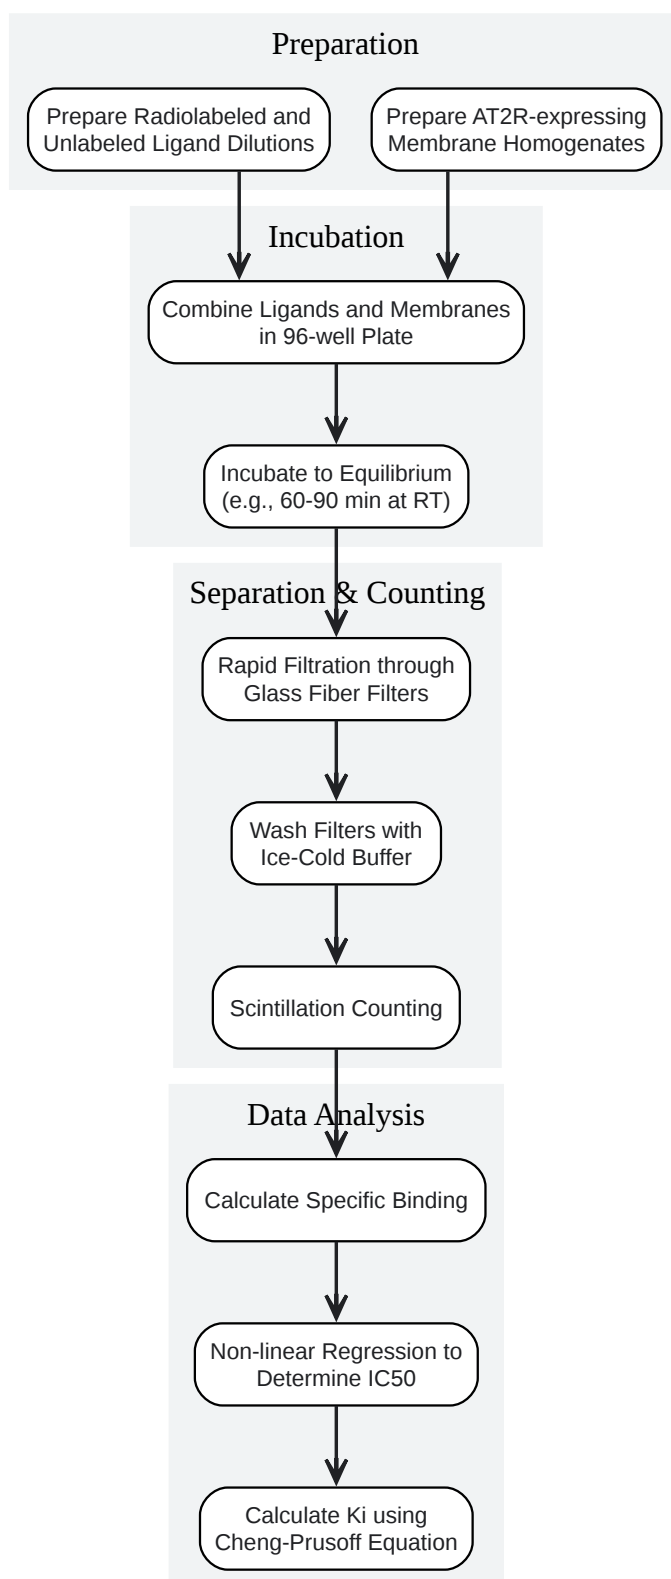 Preparation
Prepare Radiolabeled and
Unlabeled Ligand Dilutions
Prepare AT2R-expressing
Membrane Homogenates
Incubation
Combine Ligands and Membranes
in 96-well Plate
Incubate to Equilibrium
(e.g., 60-90 min at RT)
Separation & Counting
Rapid Filtration through
Glass Fiber Filters
Wash Filters with
Ice-Cold Buffer
Scintillation Counting
Data Analysis
Calculate Specific Binding
Non-linear Regression to
Determine IC50
Calculate Ki using
Cheng-Prusoff Equation